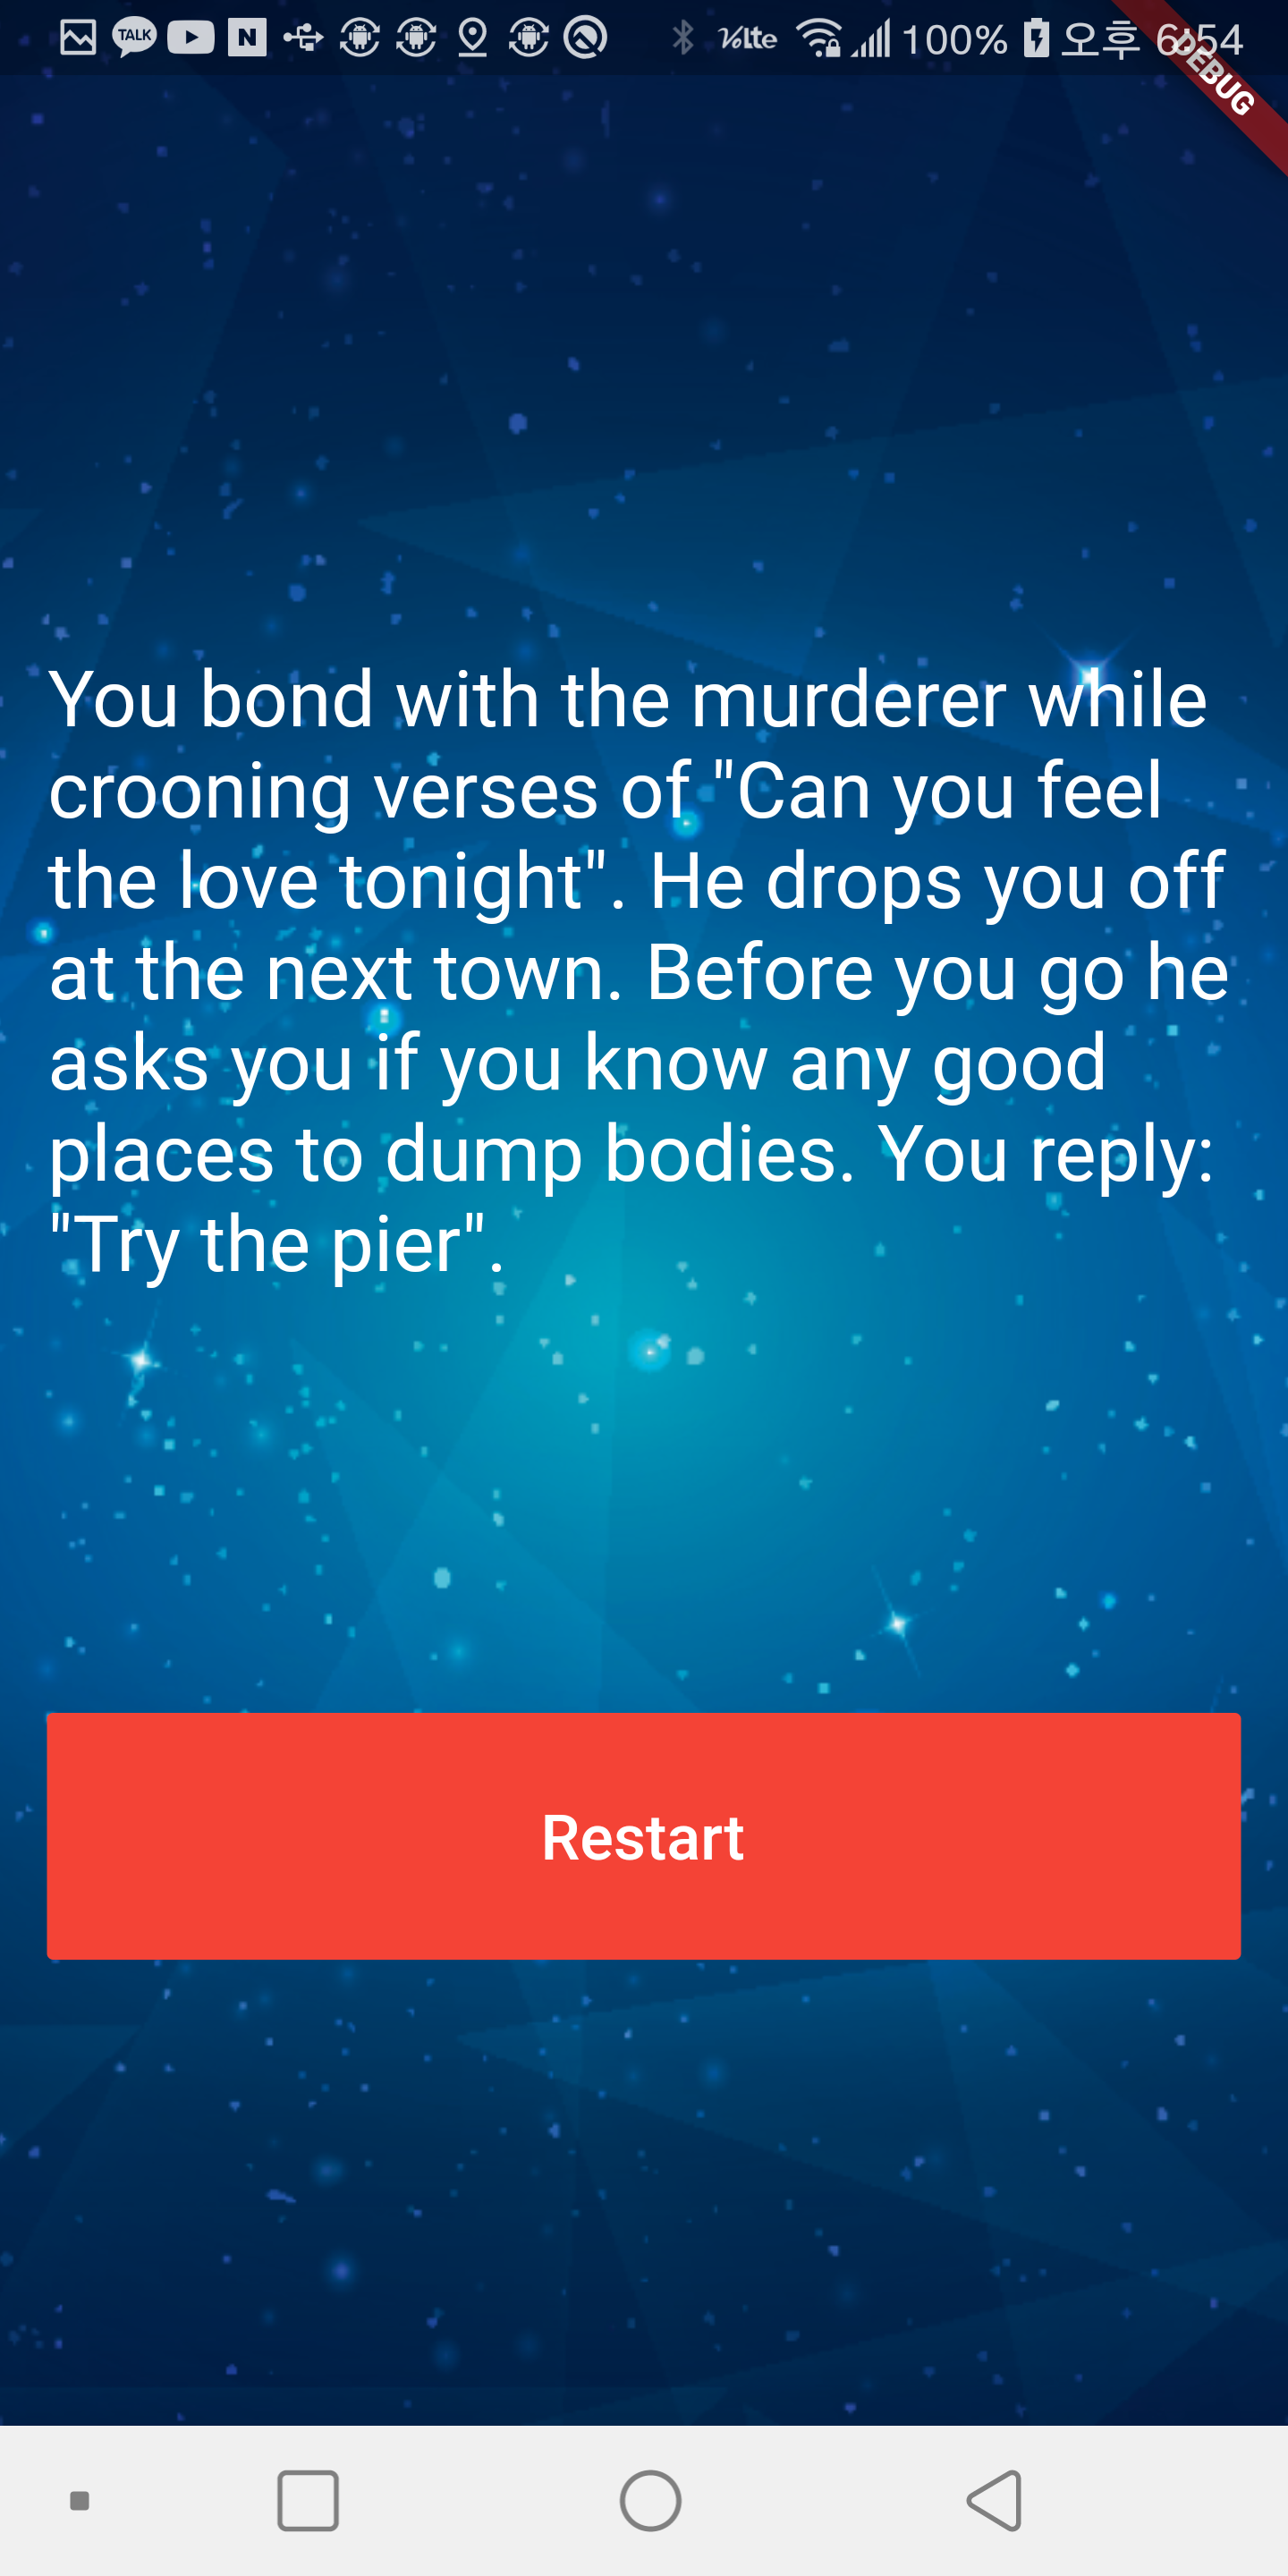 TALK N VoLte 100% 오후 6:54
DEBUG
You bond with the murderer while
crooning verses of "Can you feel
the love tonight". He drops you off
at the next town. Before you go he
asks you if you know any good
places to dump bodies. You reply:
"Try the pier".
Restart